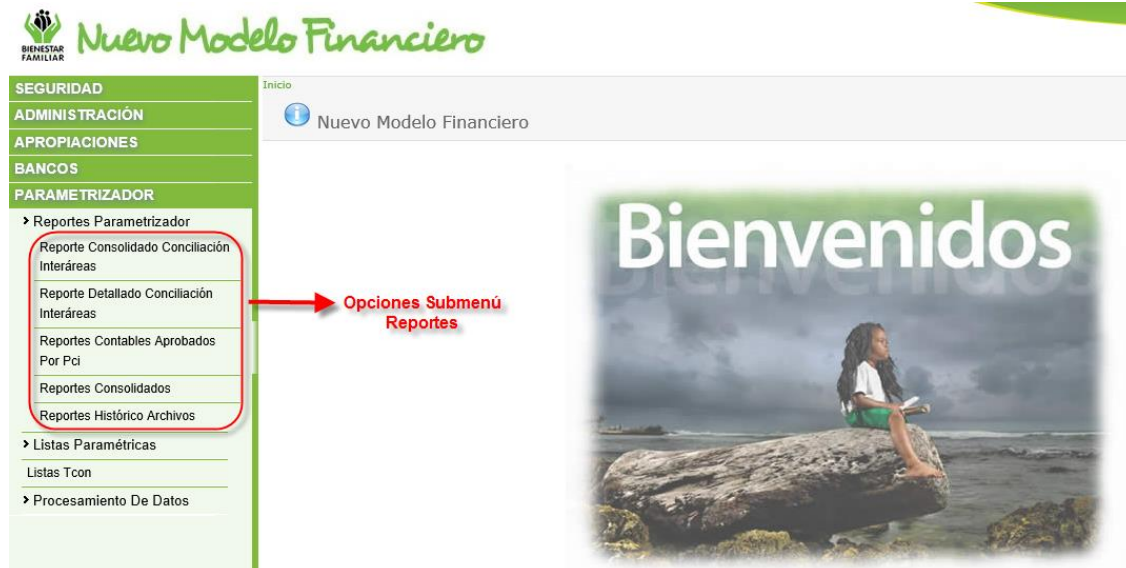 BIENESTAR
FAMILIAR
Nuevo Modelo Financiero
SEGURIDAD
ADMINISTRACIÓN
APROPIACIONES
BANCOS
PARAMETRIZADOR
Reportes Parametrizador
Reporte Consolidado Conciliación
Interáreas
Reporte Detallado Conciliación
Interáreas
Reportes Contables Aprobados
Por Pci
Reportes Consolidados
Reportes Histórico Archivos
Listas Paramétricas
Listas Tcon
Procesamiento De Datos
Inicio
Nuevo Modelo Financiero
Opciones Submenú
Reportes
Bienvenidos